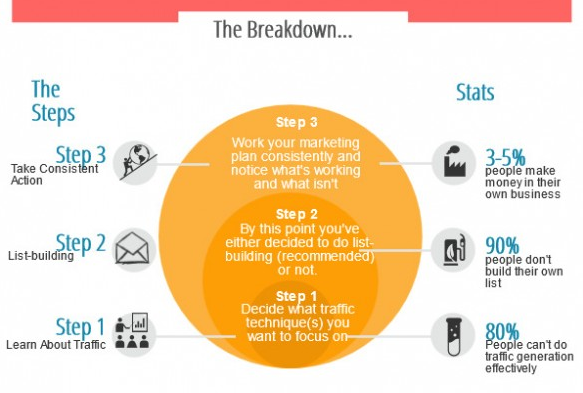 The Breakdown...
The
Steps
Stats
Step 3
Take Consistent
Action
Step 3
Work your marketing
plan consistently and
notice what's working
and what isn't
3-5%
people make
money in their
own business
Step 2
List-building
Step 2
By this point you've
either decided to do list-
building (recommended)
or not.
90%
people don't
build their own
list
Step 1
Learn About Traffic
Step 1
Decide what traffic
technique(s) you
want to focus on
80%
People can't do
traffic generation
effectively